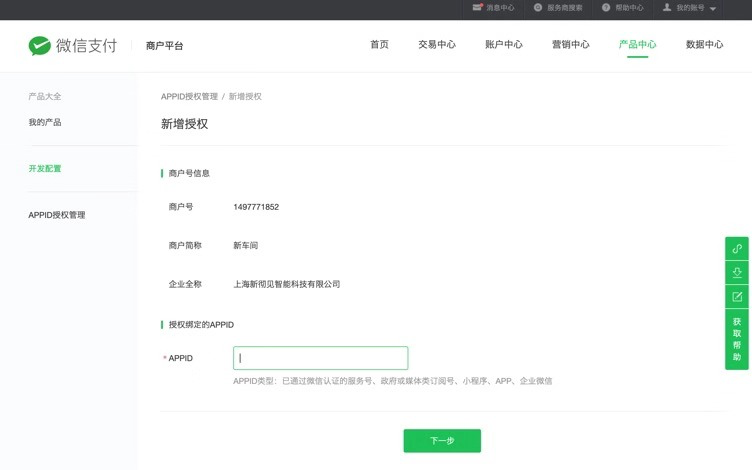 消息中心 服务商搜索 帮助中心 我的账号
微信支付 商户平台 首页 交易中心 账户中心 营销中心 产品中心 数据中心
产品大全
我的产品
开发配置
APPID授权管理
APPID授权管理 / 新增授权
新增授权
商户号信息
商户号 1497771852
商户简称 新车间
企业全称 上海新彻见智能科技有限公司
授权绑定的APPID
* APPID
APPID类型：已通过微信认证的服务号、政府或媒体类订阅号、小程序、APP、企业微信
下一步
获取帮助